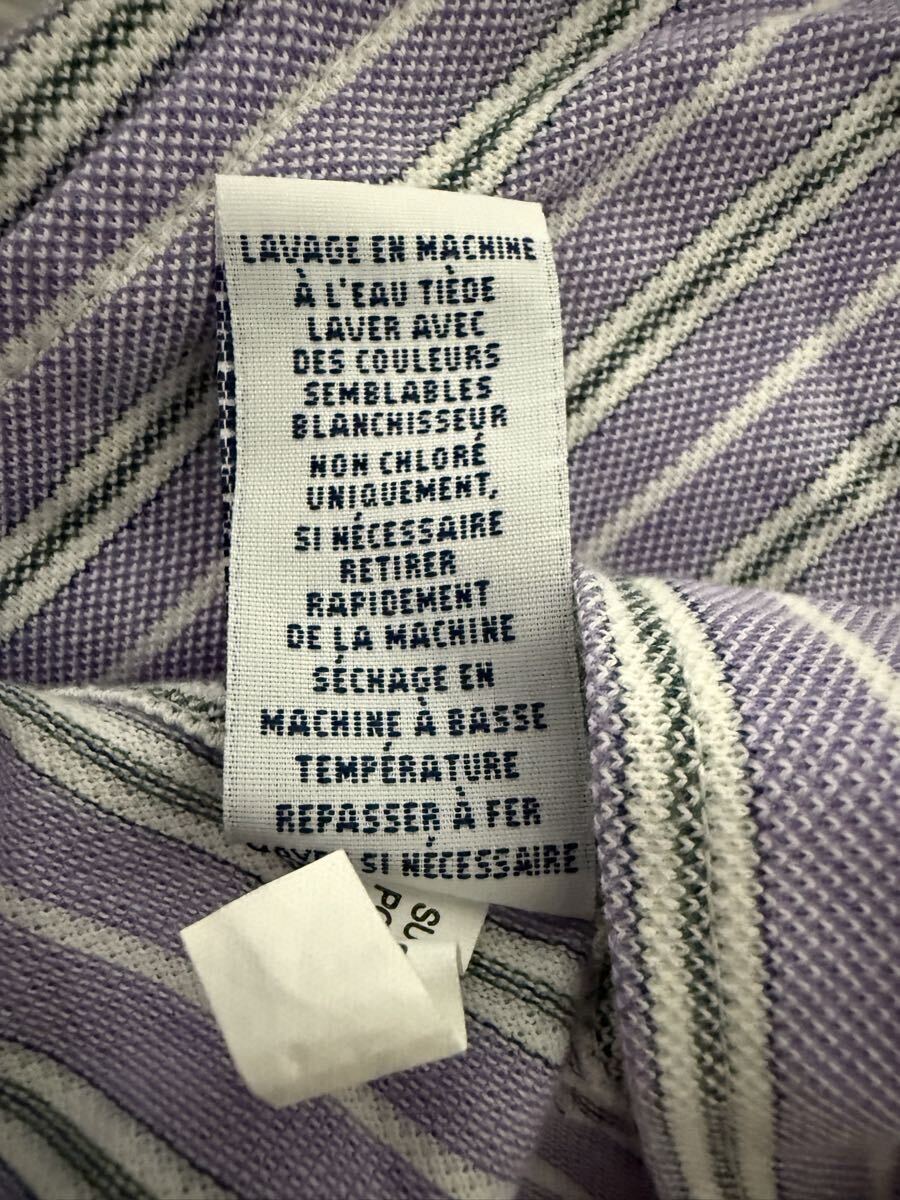 LAVAGE EN MACHINE
À L'EAU TIÈDE
LAVER AVEC
DES COULEURS
SEMBLABLES
BLANCHISSEUR
NON CHLORÉ
UNIQUEMENT,
SI NÉCESSAIRE
RETIRER
RAPIDEMENT
DE LA MACHINE
SÉCHAGE EN
MACHINE À BASSE
TEMPÉRATURE
REPASSER À FER
SI NÉCESSAIRE
SU